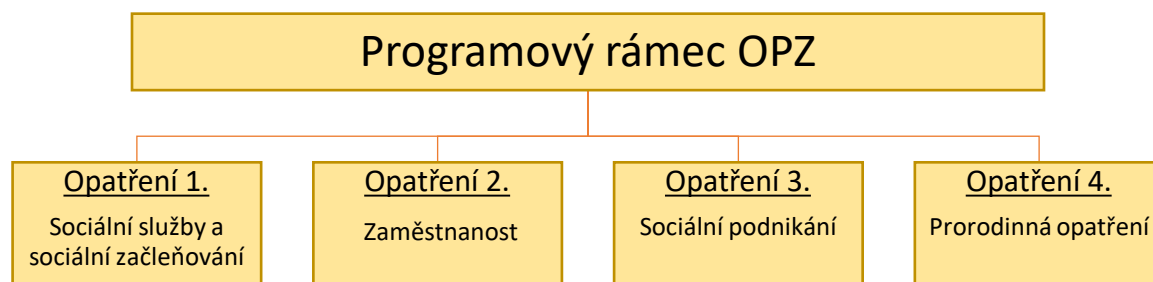 Programový rámec OPZ
Opatření 1.
Sociální služby a
sociální začleňování
Opatření 2.
Zaměstnanost
Opatření 3.
Sociální podnikání
Opatření 4.
Prorodinná opatření